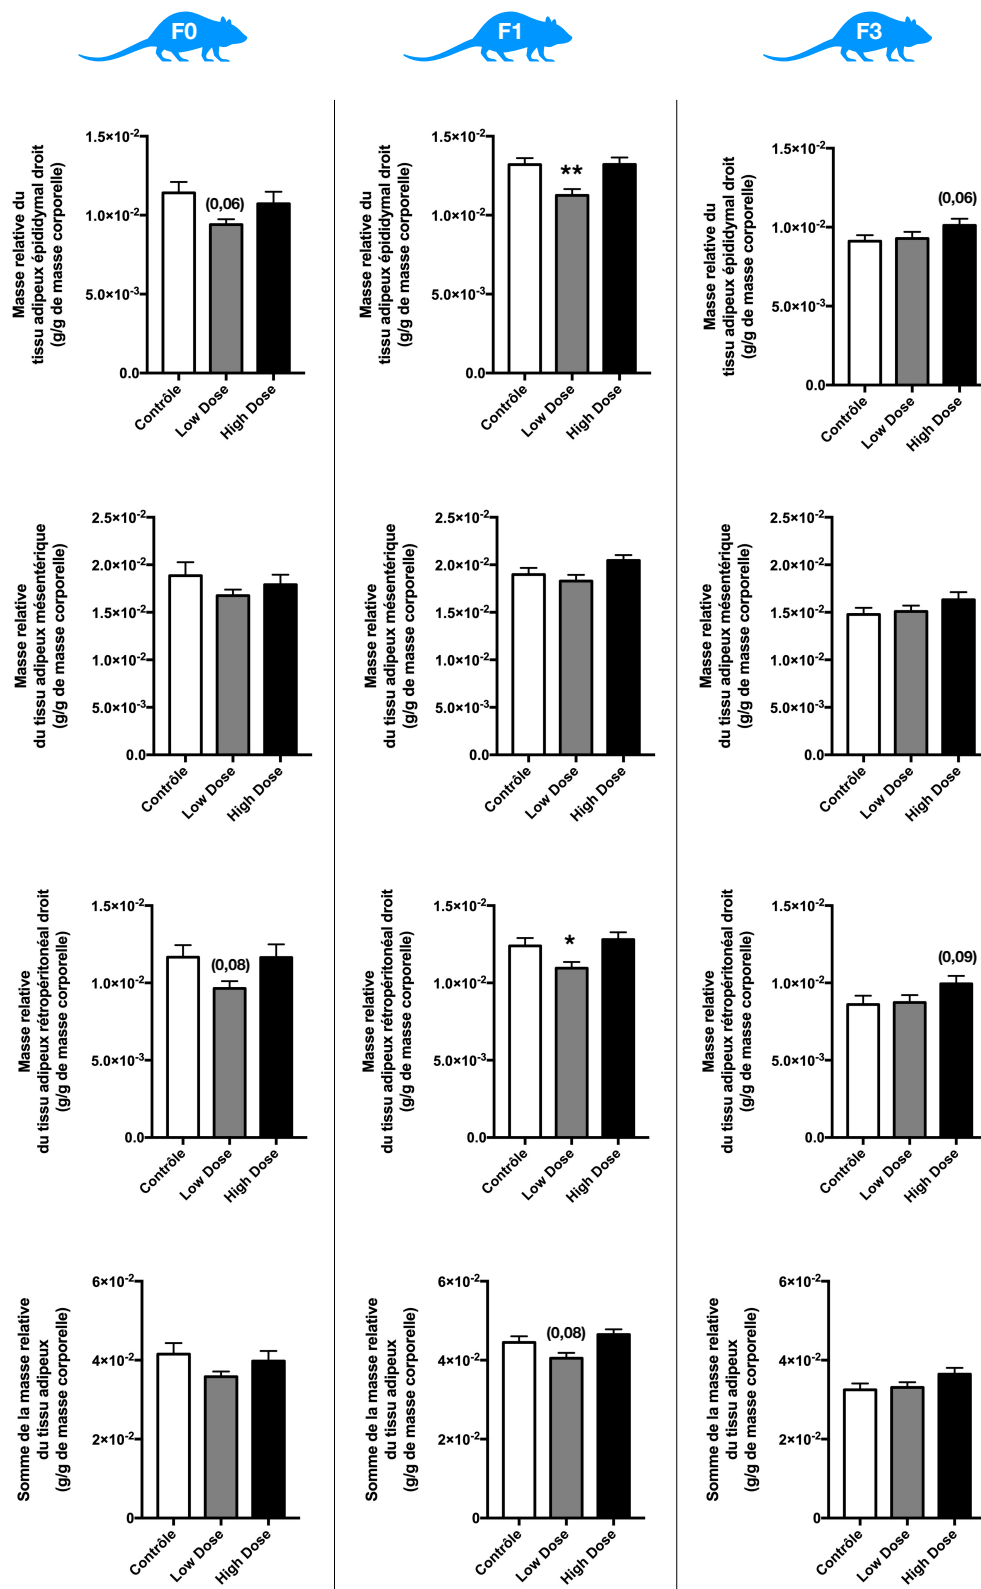 F0
F1
F3
Masse relative du
tissu adipeux épididymal droit
(g/g de masse corporelle)
1.5×10-2
1.0×10-2
5.0×10-3
0.0
(0,06)
Contrôle
Low Dose
High Dose
Masse relative du
tissu adipeux épididymal droit
(g/g de masse corporelle)
1.5×10-2
1.0×10-2
5.0×10-3
0.0
**
Contrôle
Low Dose
High Dose
Masse relative du
tissu adipeux épididymal droit
(g/g de masse corporelle)
1.5×10-2
1.0×10-2
5.0×10-3
0.0
(0,06)
Contrôle
Low Dose
High Dose
Masse relative
du tissu adipeux mésentérique
(g/g de masse corporelle)
2.5×10-2
2.0×10-2
1.5×10-2
1.0×10-2
5.0×10-3
0.0
Contrôle
Low Dose
High Dose
Masse relative
du tissu adipeux mésentérique
(g/g de masse corporelle)
2.5×10-2
2.0×10-2
1.5×10-2
1.0×10-2
5.0×10-3
0.0
Contrôle
Low Dose
High Dose
Masse relative
du tissu adipeux mésentérique
(g/g de masse corporelle)
2.5×10-2
2.0×10-2
1.5×10-2
1.0×10-2
5.0×10-3
0.0
Contrôle
Low Dose
High Dose
Masse relative
du tissu adipeux rétropéritonéal droit
(g/g de masse corporelle)
1.5×10-2
1.0×10-2
5.0×10-3
0.0
(0,08)
Contrôle
Low Dose
High Dose
Masse relative
du tissu adipeux rétropéritonéal droit
(g/g de masse corporelle)
1.5×10-2
1.0×10-2
5.0×10-3
0.0
*
Contrôle
Low Dose
High Dose
Masse relative
du tissu adipeux rétropéritonéal droit
(g/g de masse corporelle)
1.5×10-2
1.0×10-2
5.0×10-3
0.0
(0,09)
Contrôle
Low Dose
High Dose
Somme de la masse relative
du tissu adipeux
(g/g de masse corporelle)
6×10-2
4×10-2
2×10-2
0
Contrôle
Low Dose
High Dose
Somme de la masse relative
du tissu adipeux
(g/g de masse corporelle)
6×10-2
4×10-2
2×10-2
0
(0,08)
Contrôle
Low Dose
High Dose
Somme de la masse relative
du tissu adipeux
(g/g de masse corporelle)
6×10-2
4×10-2
2×10-2
0
Contrôle
Low Dose
High Dose